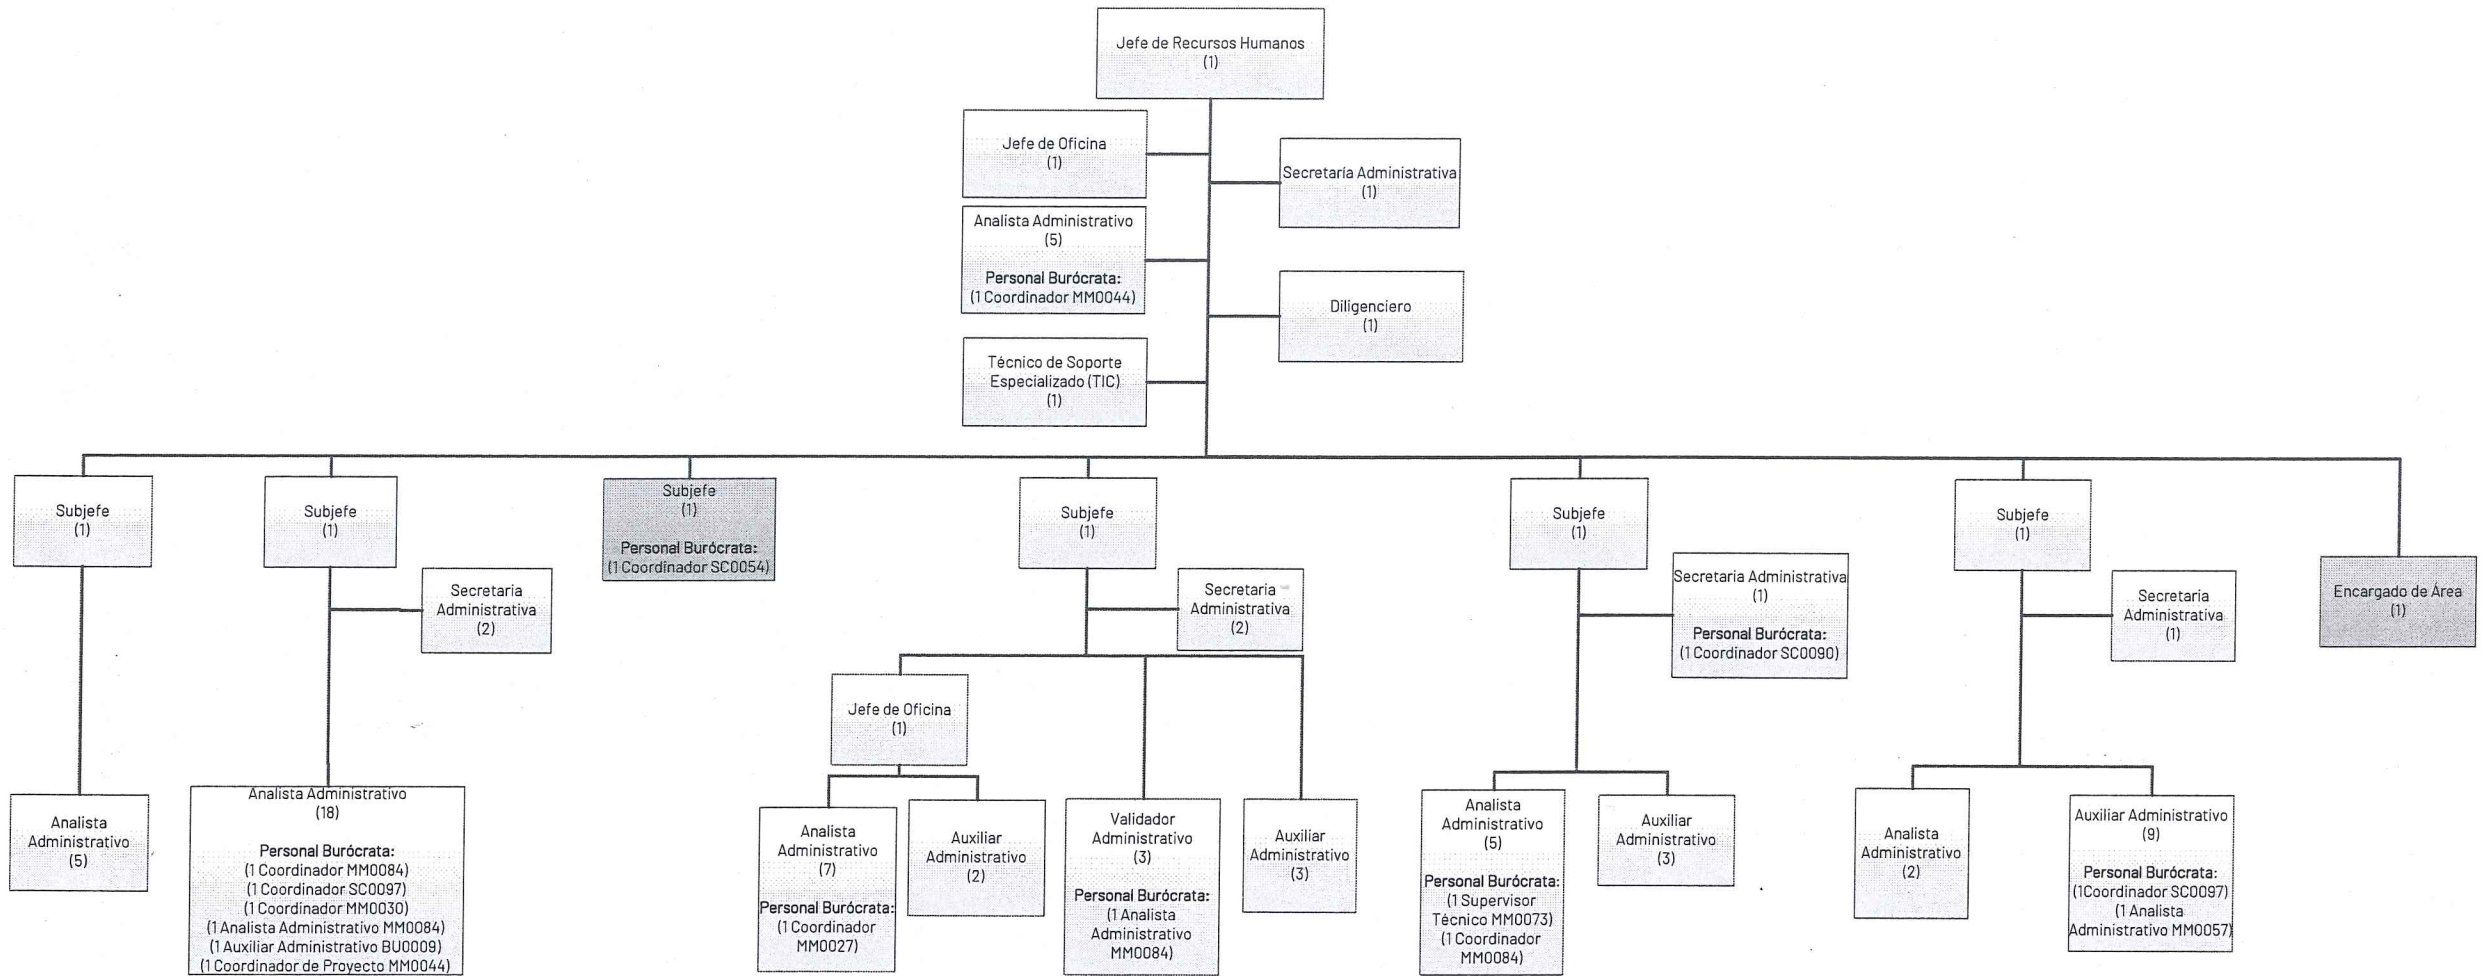 Jefe de Recursos Humanos
(1)
Jefe de Oficina
(1)
Secretaría Administrativa
(1)
Analista Administrativo
(5)
Personal Burócrata:
(1 Coordinador MM0044)
Diligenciero
(1)
Técnico de Soporte
Especializado (TIC)
(1)
Subjefe
(1)
Subjefe
(1)
Subjefe
(1)
Personal Burócrata:
(1 Coordinador SC0054)
Subjefe
(1)
Subjefe
(1)
Subjefe
(1)
Encargado de Área
(1)
Secretaria
Administrativa
(2)
Secretaria
Administrativa
(2)
Secretaria Administrativa
(1)
Personal Burócrata:
(1 Coordinador SC0090)
Secretaria
Administrativa
(1)
Jefe de Oficina
(1)
Analista
Administrativo
(5)
Analista Administrativo
(18)
Personal Burócrata:
(1 Coordinador MM0084)
(1 Coordinador SC0097)
(1 Coordinador MM0030)
(1 Analista Administrativo MM0084)
(1 Auxiliar Administrativo BU0009)
(1 Coordinador de Proyecto MM0044)
Analista
Administrativo
(7)
Personal Burócrata:
(1 Coordinador
MM0027)
Auxiliar
Administrativo
(2)
Validador
Administrativo
(3)
Personal Burócrata:
(1 Analista
Administrativo
MM0084)
Auxiliar
Administrativo
(3)
Analista
Administrativo
(5)
Personal Burócrata:
(1 Supervisor
Técnico MM0073)
(1 Coordinador
MM0084)
Auxiliar
Administrativo
(3)
Analista
Administrativo
(2)
Auxiliar Administrativo
(9)
Personal Burócrata:
(1Coordinador SC0097)
(1 Analista
Administrativo MM0057)